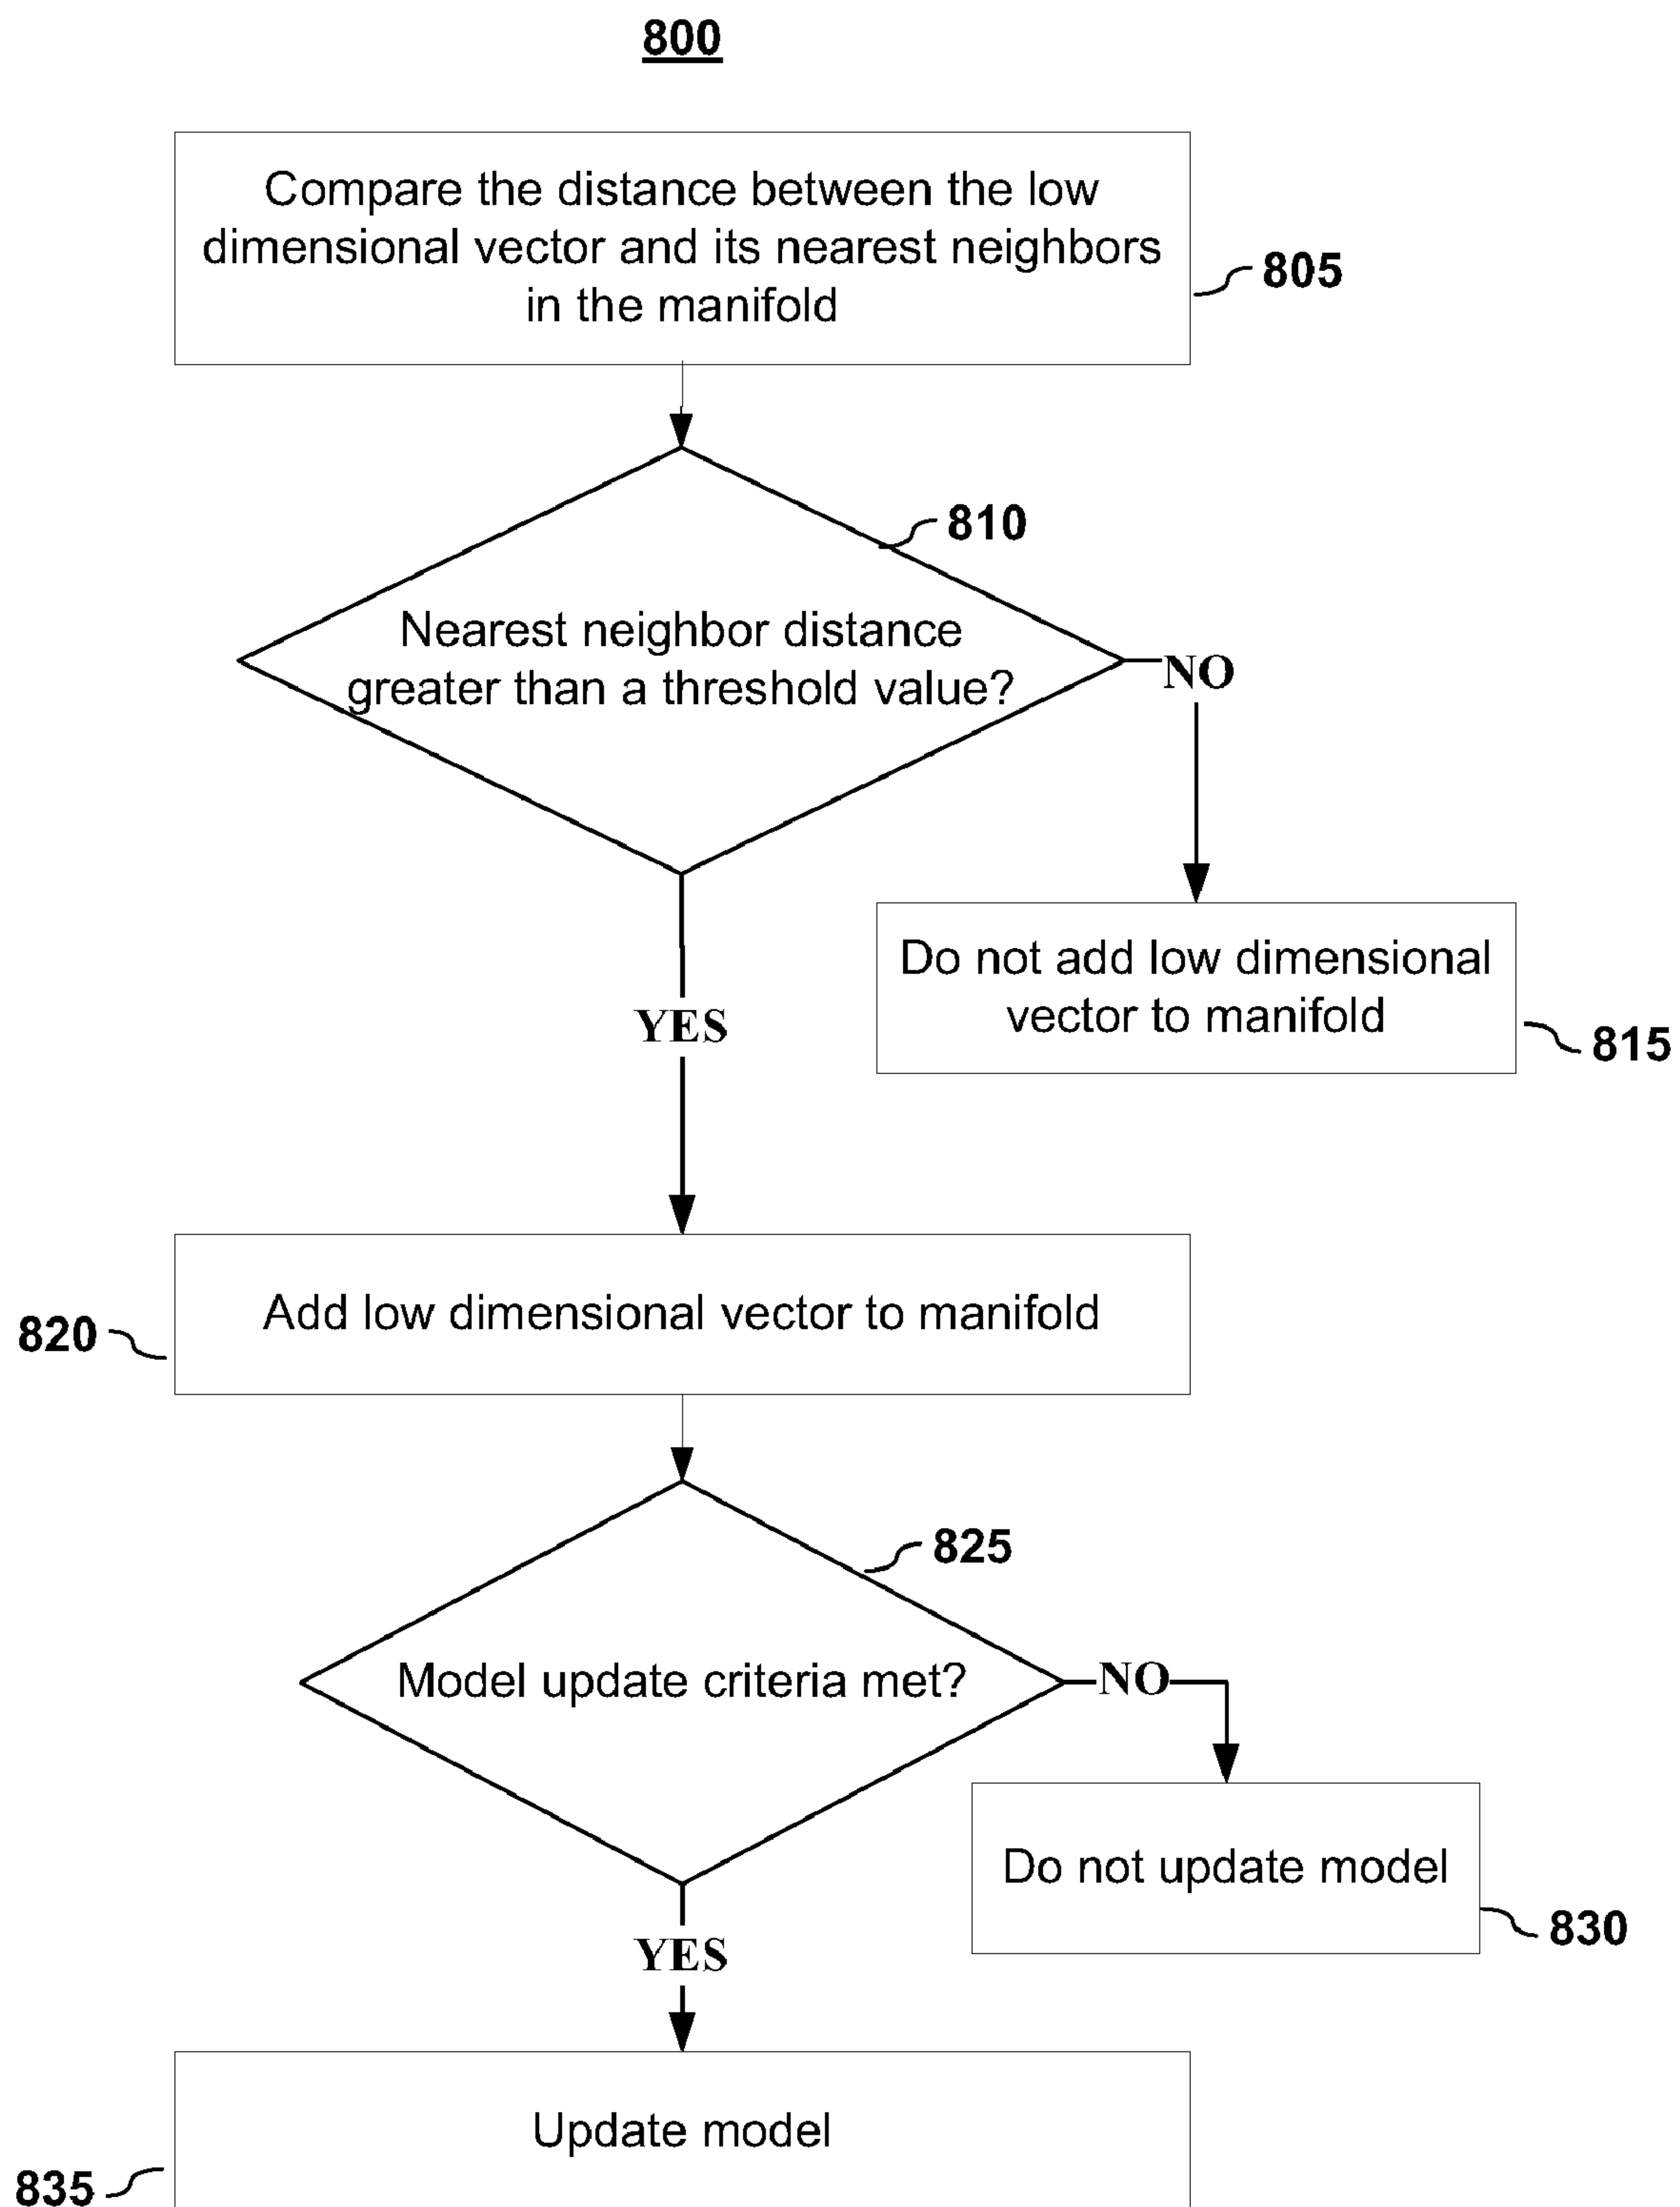 800
Compare the distance between the low
dimensional vector and its nearest neighbors
in the manifold
805
810
Nearest neighbor distance
greater than a threshold value?
NO
Do not add low dimensional
vector to manifold
815
YES
Add low dimensional vector to manifold
820
825
Model update criteria met?
NO
Do not update model
830
YES
Update model
835